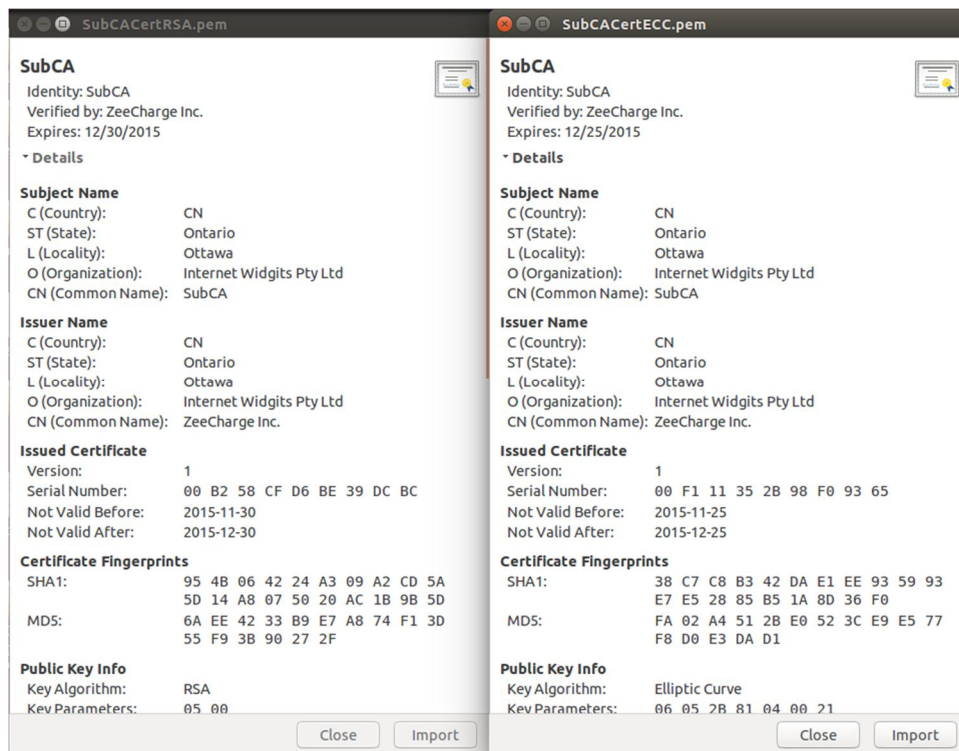 SubCACertRSA.pem
SubCA
Identity: SubCA
Verified by: ZeeCharge Inc.
Expires: 12/30/2015
Details
Subject Name
C (Country): CN
ST (State): Ontario
L (Locality): Ottawa
O (Organization): Internet Widgits Pty Ltd
CN (Common Name): SubCA
Issuer Name
C (Country): CN
ST (State): Ontario
L (Locality): Ottawa
O (Organization): Internet Widgits Pty Ltd
CN (Common Name): ZeeCharge Inc.
Issued Certificate
Version: 1
Serial Number: 00 B2 58 CF D6 BE 39 DC BC
Not Valid Before: 2015-11-30
Not Valid After: 2015-12-30
Certificate Fingerprints
SHA1: 95 4B 06 42 24 A3 09 A2 CD 5A
5D 14 A8 07 50 20 AC 1B 9B 5D
MD5: 6A EE 42 33 B9 E7 A8 74 F1 3D
55 F9 3B 90 27 2F
Public Key Info
Key Algorithm: RSA
Key Parameters: 05 00
Close Import
SubCACertECC.pem
SubCA
Identity: SubCA
Verified by: ZeeCharge Inc.
Expires: 12/25/2015
Details
Subject Name
C (Country): CN
ST (State): Ontario
L (Locality): Ottawa
O (Organization): Internet Widgits Pty Ltd
CN (Common Name): SubCA
Issuer Name
C (Country): CN
ST (State): Ontario
L (Locality): Ottawa
O (Organization): Internet Widgits Pty Ltd
CN (Common Name): ZeeCharge Inc.
Issued Certificate
Version: 1
Serial Number: 00 F1 11 35 2B 98 F0 93 65
Not Valid Before: 2015-11-25
Not Valid After: 2015-12-25
Certificate Fingerprints
SHA1: 38 C7 C8 B3 42 DA E1 EE 93 59 93
E7 E5 28 85 B5 1A 8D 36 F0
MD5: FA 02 A4 51 2B E0 52 3C E9 E5 77
F8 D0 E3 DA D1
Public Key Info
Key Algorithm: Elliptic Curve
Key Parameters: 06 05 2B 81 04 00 21
Close Import